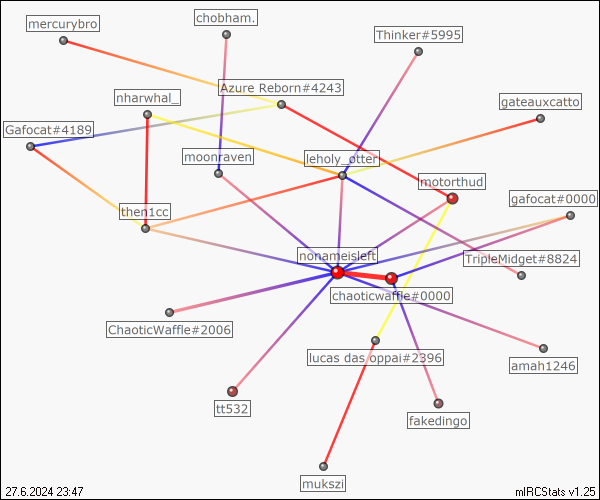 chobham.
mercurybro
Thinker#5995
Azure Reborn#4243
nharwhal_
gateauxcatto
Gafocat#4189
moonraven
leholy_otter
motorthud
gafocat#0000
then1cc
nonameisleft
TripleMidget#8824
chaoticwaffle#0000
ChaoticWaffle#2006
lucas das oppai#2396
amah1246
tt532
fakedingo
mukszi
27.6.2024 23:47
mIRCStats v1.25